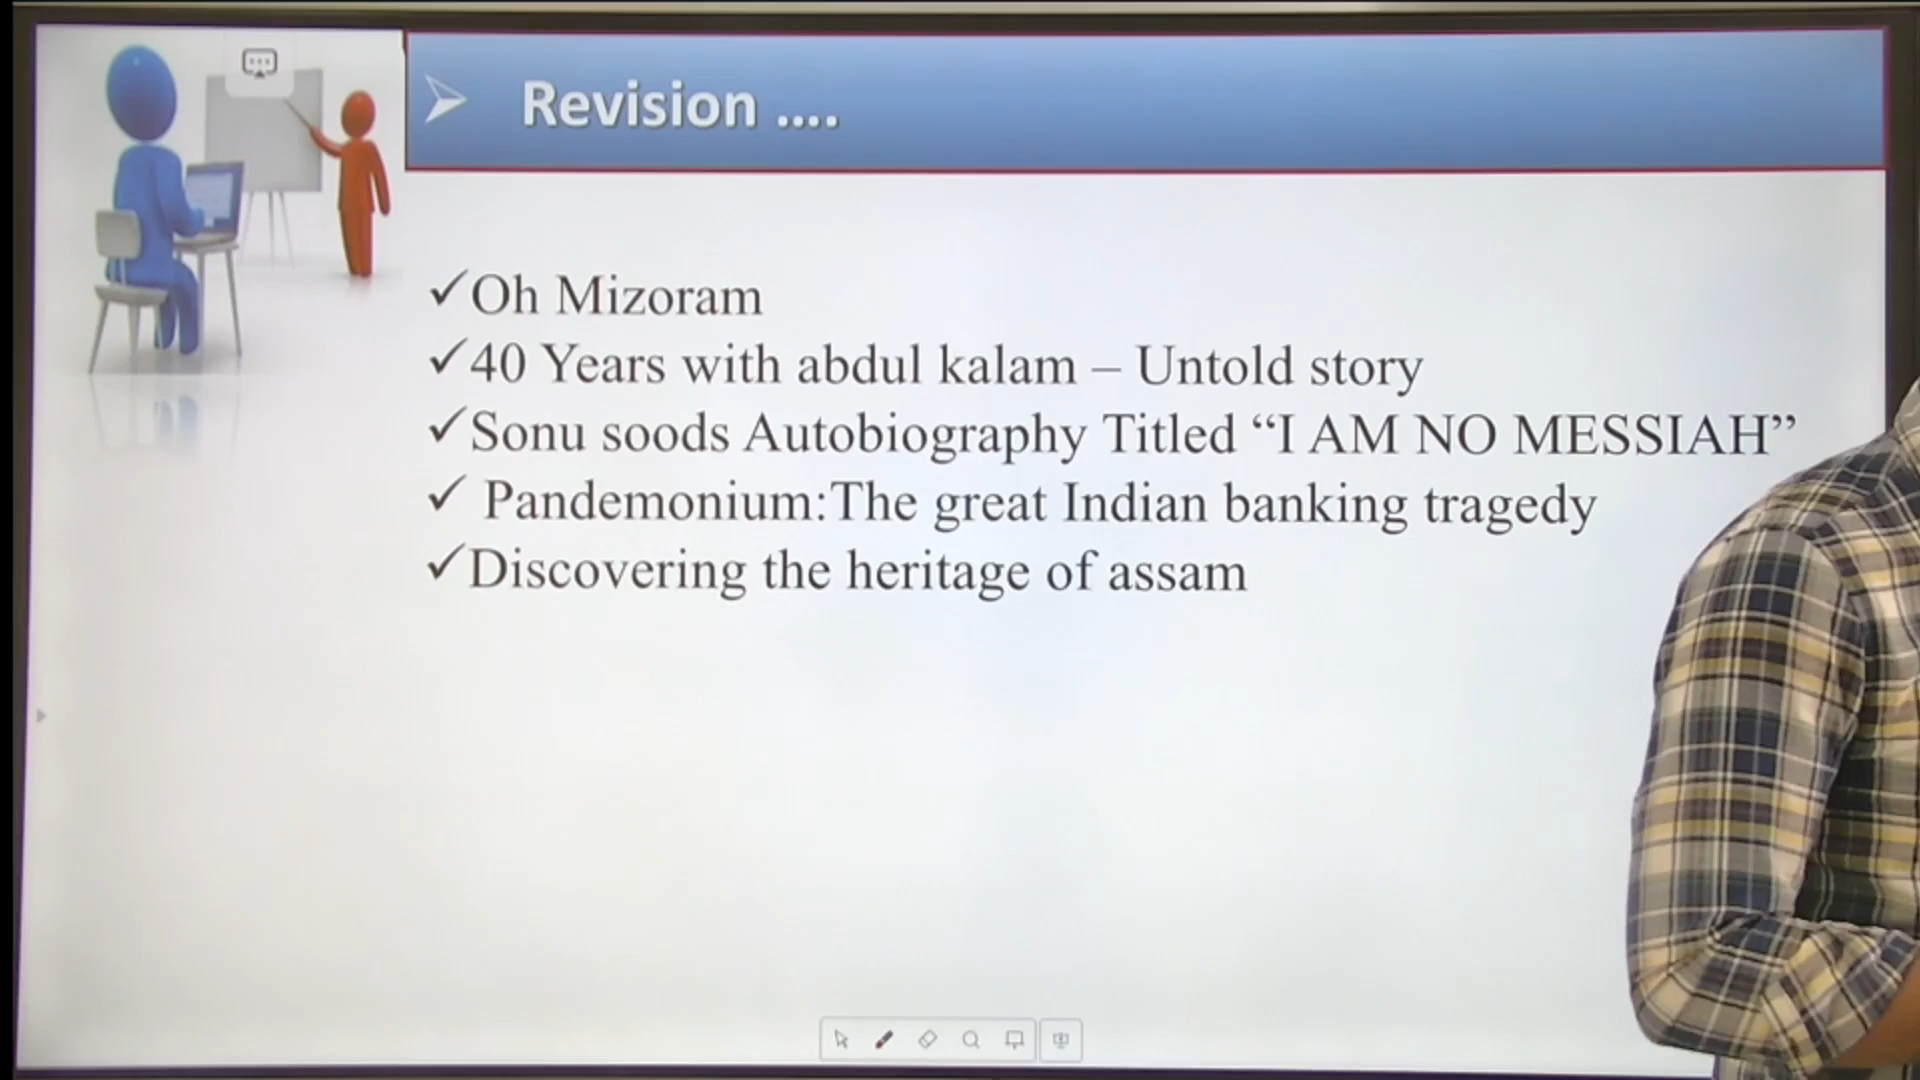 Revision ....
Oh Mizoram
40 Years with abdul kalam – Untold story
Sonu soods Autobiography Titled “I AM NO MESSIAH”
Pandemonium:The great Indian banking tragedy
Discovering the heritage of assam